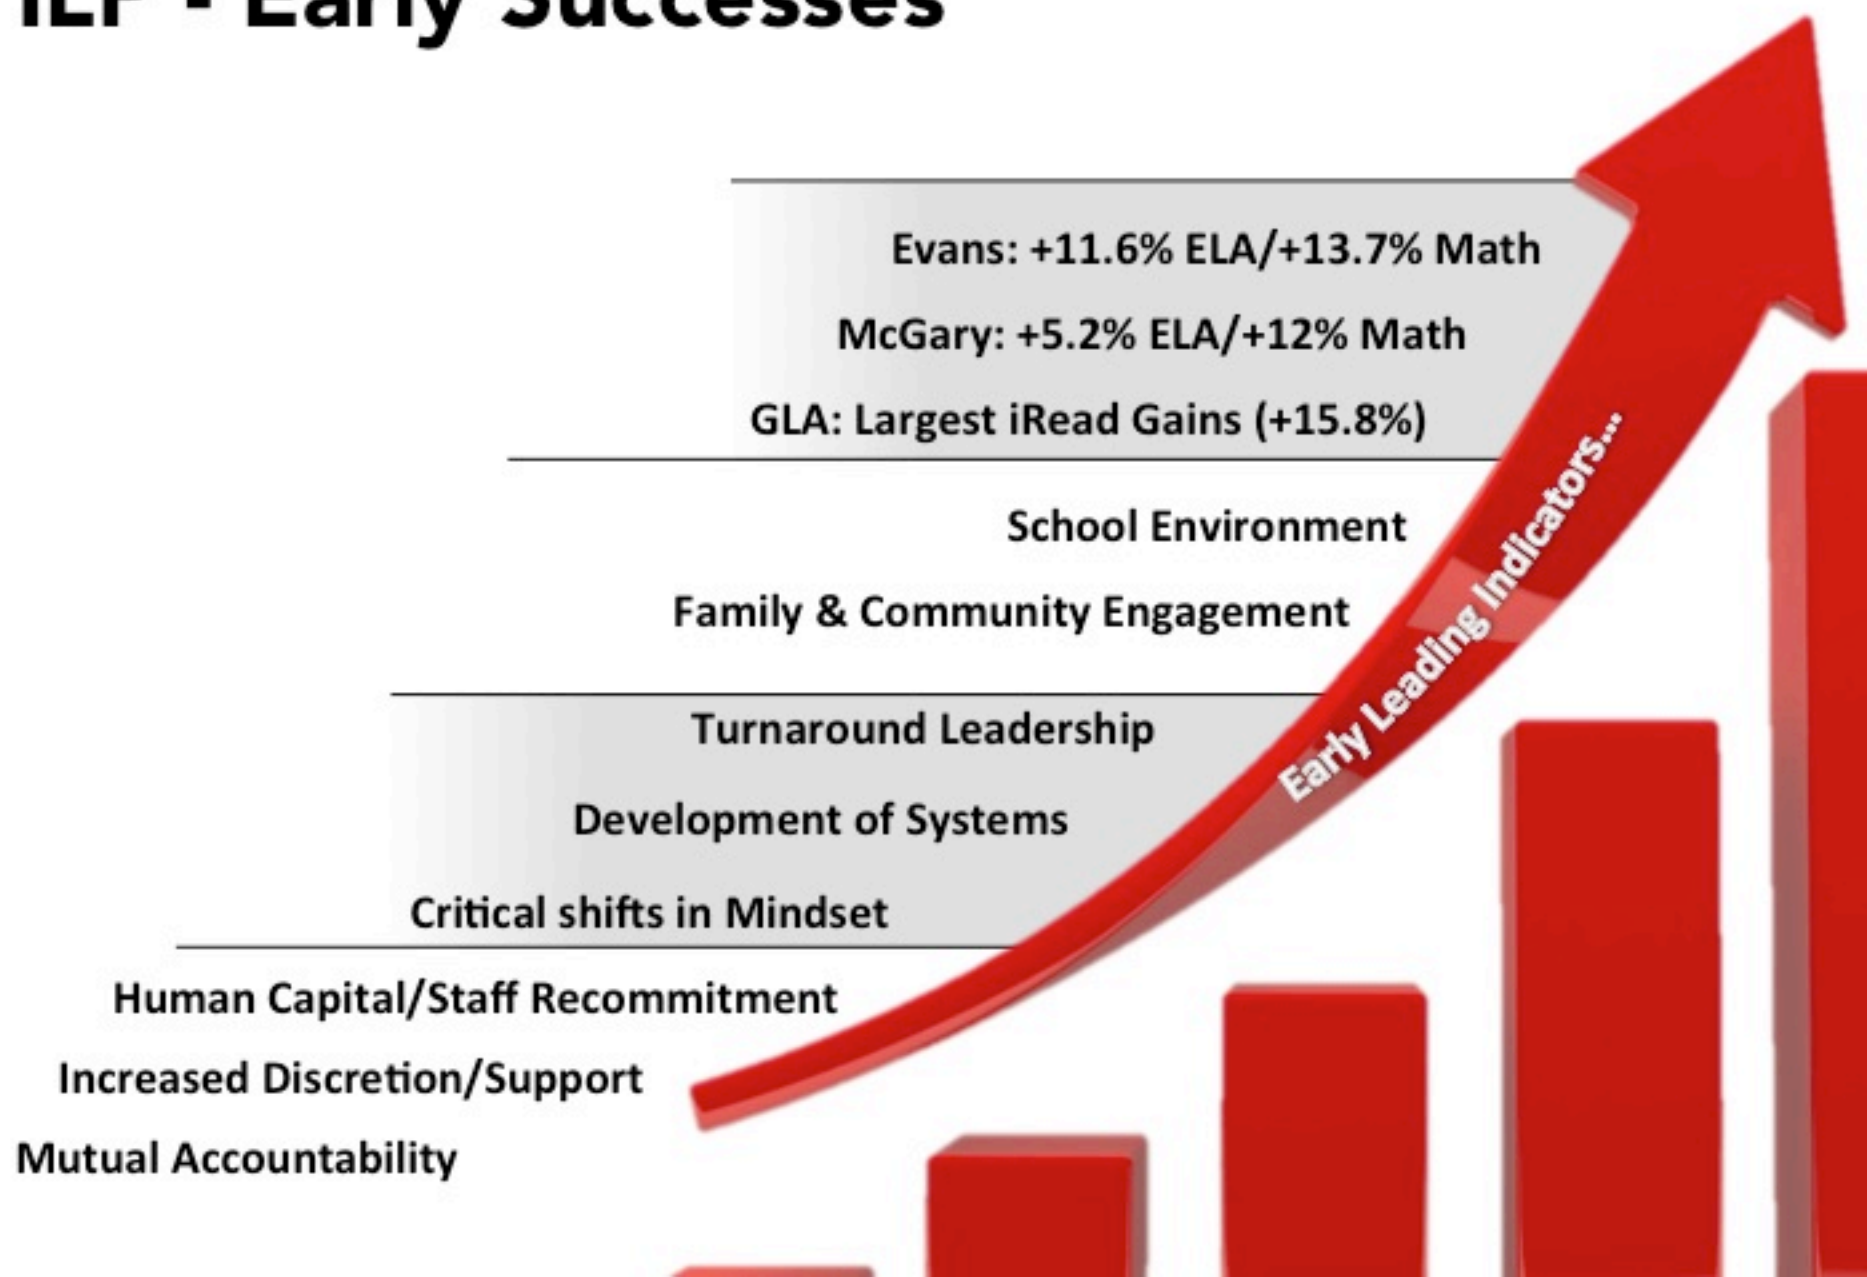 - Early Successes
Evans: +11.6% ELA/+13.7% Math
McGary: +5.2% ELA/+12% Math
GLA: Largest iRead Gains (+15.8%)
School Environment
Family & Community Engagement
Turnaround Leadership
Development of Systems
Critical shifts in Mindset
Human Capital/Staff Recommitment
Increased Discretion/Support
Mutual Accountability
Early Leading Indicators...